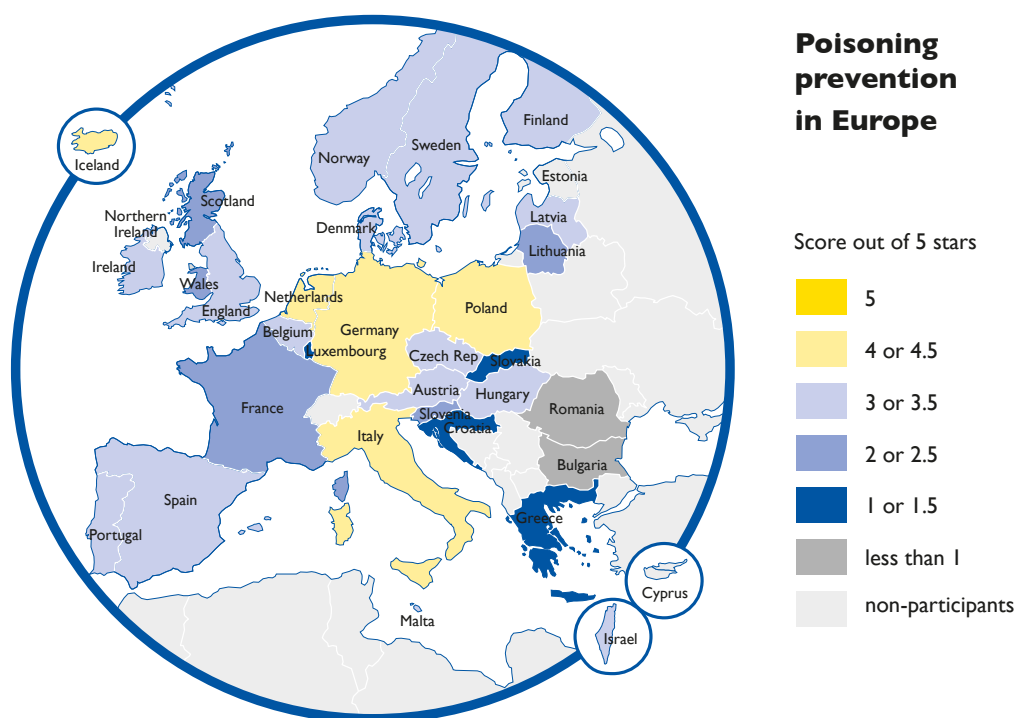 Poisoning
prevention
in Europe
Iceland
Finland
Norway
Sweden
Estonia
Scotland
Northern
Ireland
Latvia
Denmark
Lithuania
Ireland
Wales
England
Netherlands
Poland
Belgium
Germany
Luxembourg
Czech Rep
Slovakia
Austria
Hungary
France
Slovenia
Croatia
Romania
Italy
Bulgaria
Spain
Portugal
Greece
Cyprus
Malta
Israel
Score out of 5 stars
5
4 or 4.5
3 or 3.5
2 or 2.5
1 or 1.5
less than 1
non-participants